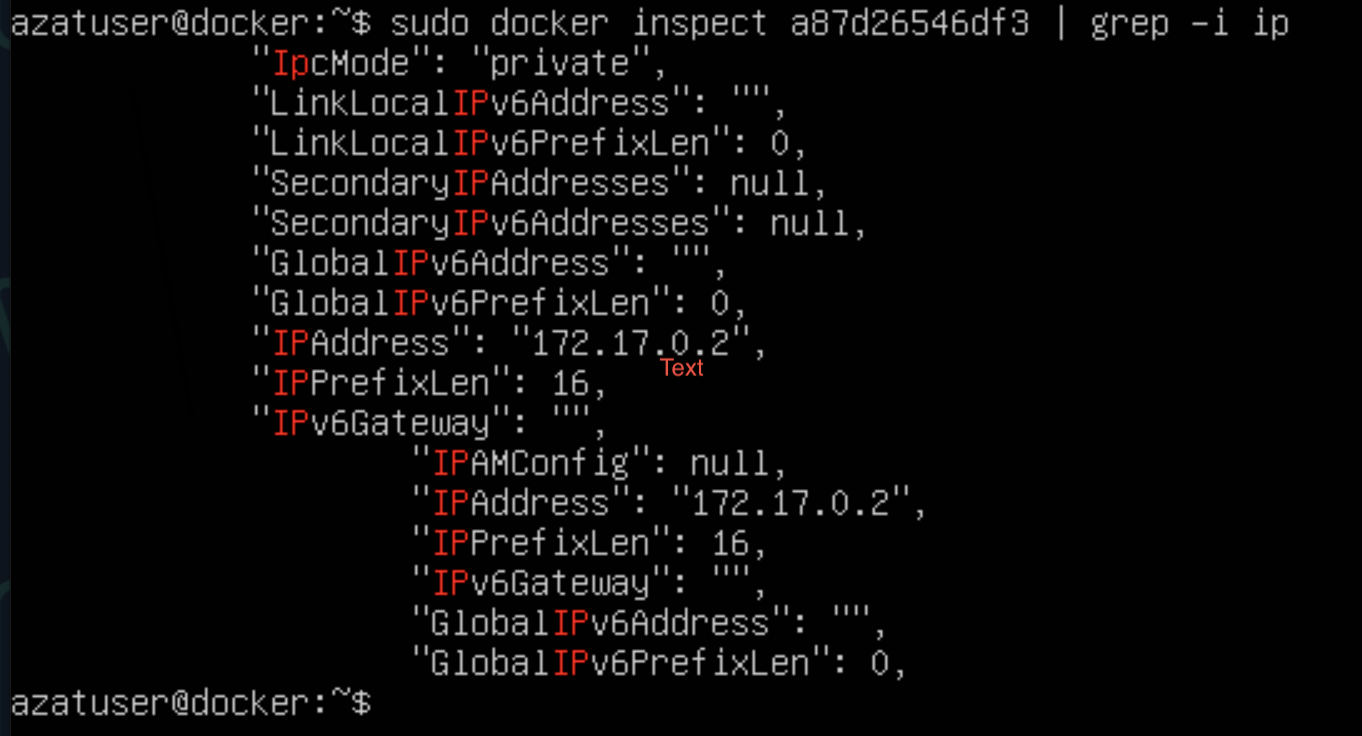 azatuser@docker:~$ sudo docker inspect a87d26546df3 | grep -i ip
"IpcMode": "private",
"LinkLocalIPv6Address": "",
"LinkLocalIPv6PrefixLen": 0,
"SecondaryIPAddresses": null,
"SecondaryIPv6Addresses": null,
"GlobalIPv6Address": "",
"GlobalIPv6PrefixLen": 0,
"IPAddress": "172.17.0.2",
Text
"IPPrefixLen": 16,
"IPv6Gateway": "",
"IPAMConfig": null,
"IPAddress": "172.17.0.2",
"IPPrefixLen": 16,
"IPv6Gateway": "",
"GlobalIPv6Address": "",
"GlobalIPv6PrefixLen": 0,
azatuser@docker:~$